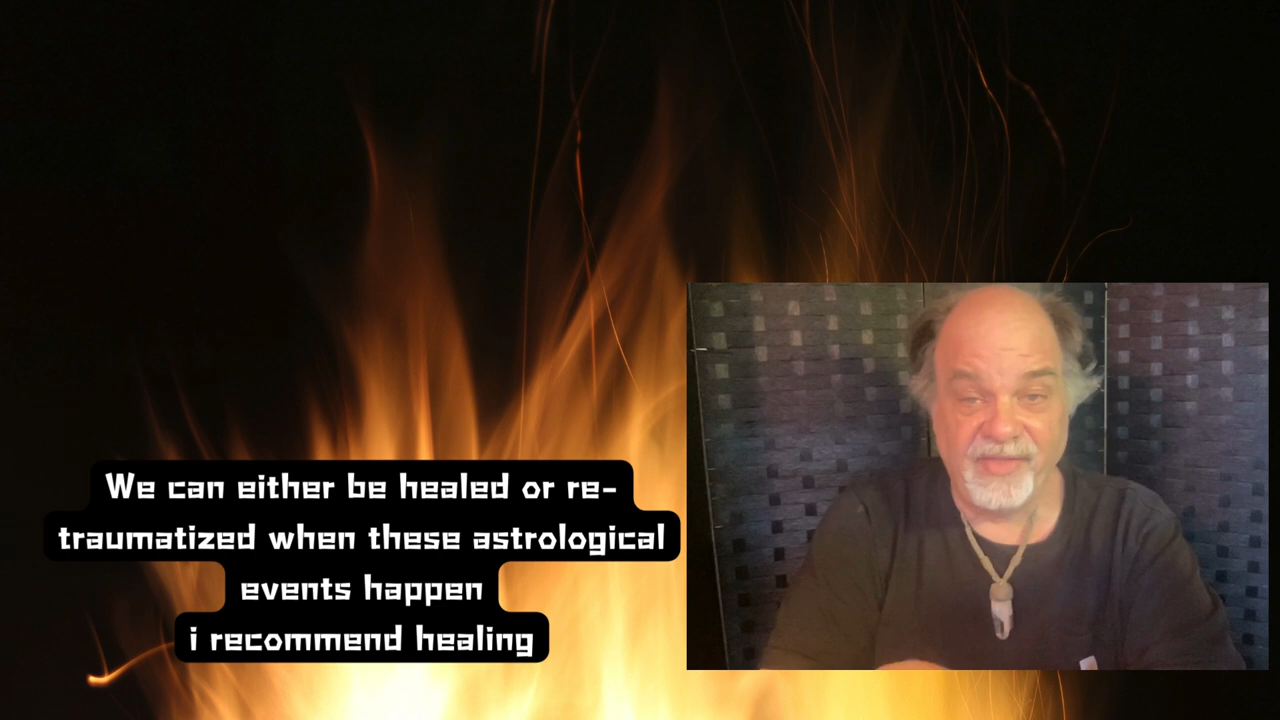 We can either be healed or re-
traumatized when these astrological
events happen
i recommend healing